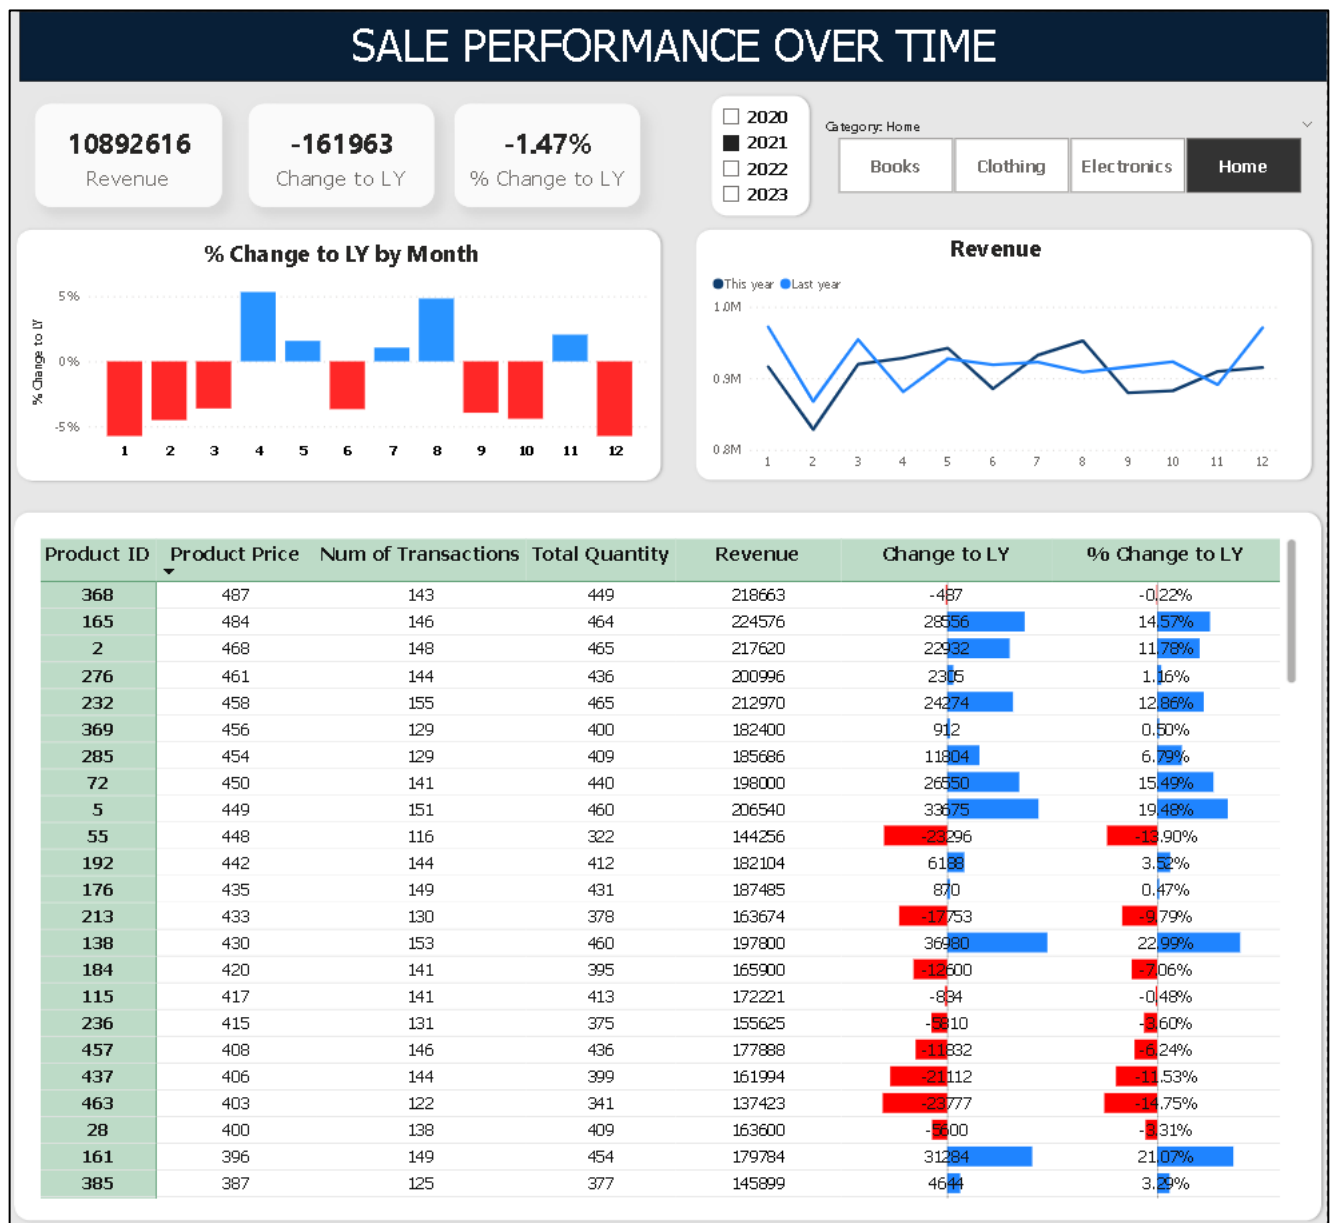 SALE PERFORMANCE OVER TIME
10892616
Revenue
-161963
Change to LY
-1.47%
% Change to LY
2020
2021
2022
2023
Category: Home
Books Clothing Electronics Home
% Change to LY by Month
% Change to LY
5%
0%
-5%
1 2 3 4 5 6 7 8 9 10 11 12
Revenue
This year Last year
1.0M
0.9M
0.8M
1 2 3 4 5 6 7 8 9 10 11 12
Product ID Product Price Num of Transactions Total Quantity Revenue Change to LY % Change to LY
368 487 143 449 218663 -487 -0.22%
165 484 146 464 224576 28556 14.57%
2 468 148 465 217620 22932 11.78%
276 461 144 436 200996 2305 1.16%
232 458 155 465 212970 24274 12.86%
369 456 129 400 182400 912 0.50%
285 454 129 409 185686 11804 6.79%
72 450 141 440 198000 26550 15.49%
5 449 151 460 206540 33675 19.48%
55 448 116 322 144256 -23296 -13.90%
192 442 144 412 182104 6188 3.52%
176 435 149 431 187485 870 0.47%
213 433 130 378 163674 -17753 -9.79%
138 430 153 460 197800 36980 22.99%
184 420 141 395 165900 -12600 -7.06%
115 417 141 413 172221 -834 -0.48%
236 415 131 375 155625 -5810 -3.60%
457 408 146 436 177888 -11832 -6.24%
437 406 144 399 161994 -21112 -11.53%
463 403 122 341 137423 -23777 -14.75%
28 400 138 409 163600 -5600 -3.31%
161 396 149 454 179784 31284 21.07%
385 387 125 377 145899 4644 3.29%